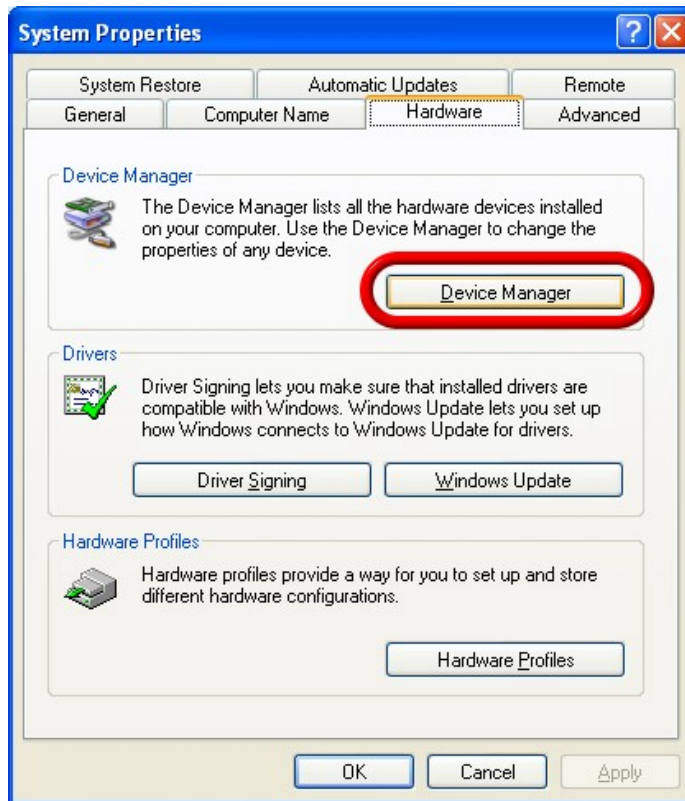 System Properties
System Restore Automatic Updates Remote
General Computer Name Hardware Advanced
Device Manager
The Device Manager lists all the hardware devices installed
on your computer. Use the Device Manager to change the
properties of any device.
Device Manager
Drivers
Driver Signing lets you make sure that installed drivers are
compatible with Windows. Windows Update lets you set up
how Windows connects to Windows Update for drivers.
Driver Signing Windows Update
Hardware Profiles
Hardware profiles provide a way for you to set up and store
different hardware configurations.
Hardware Profiles
OK Cancel Apply